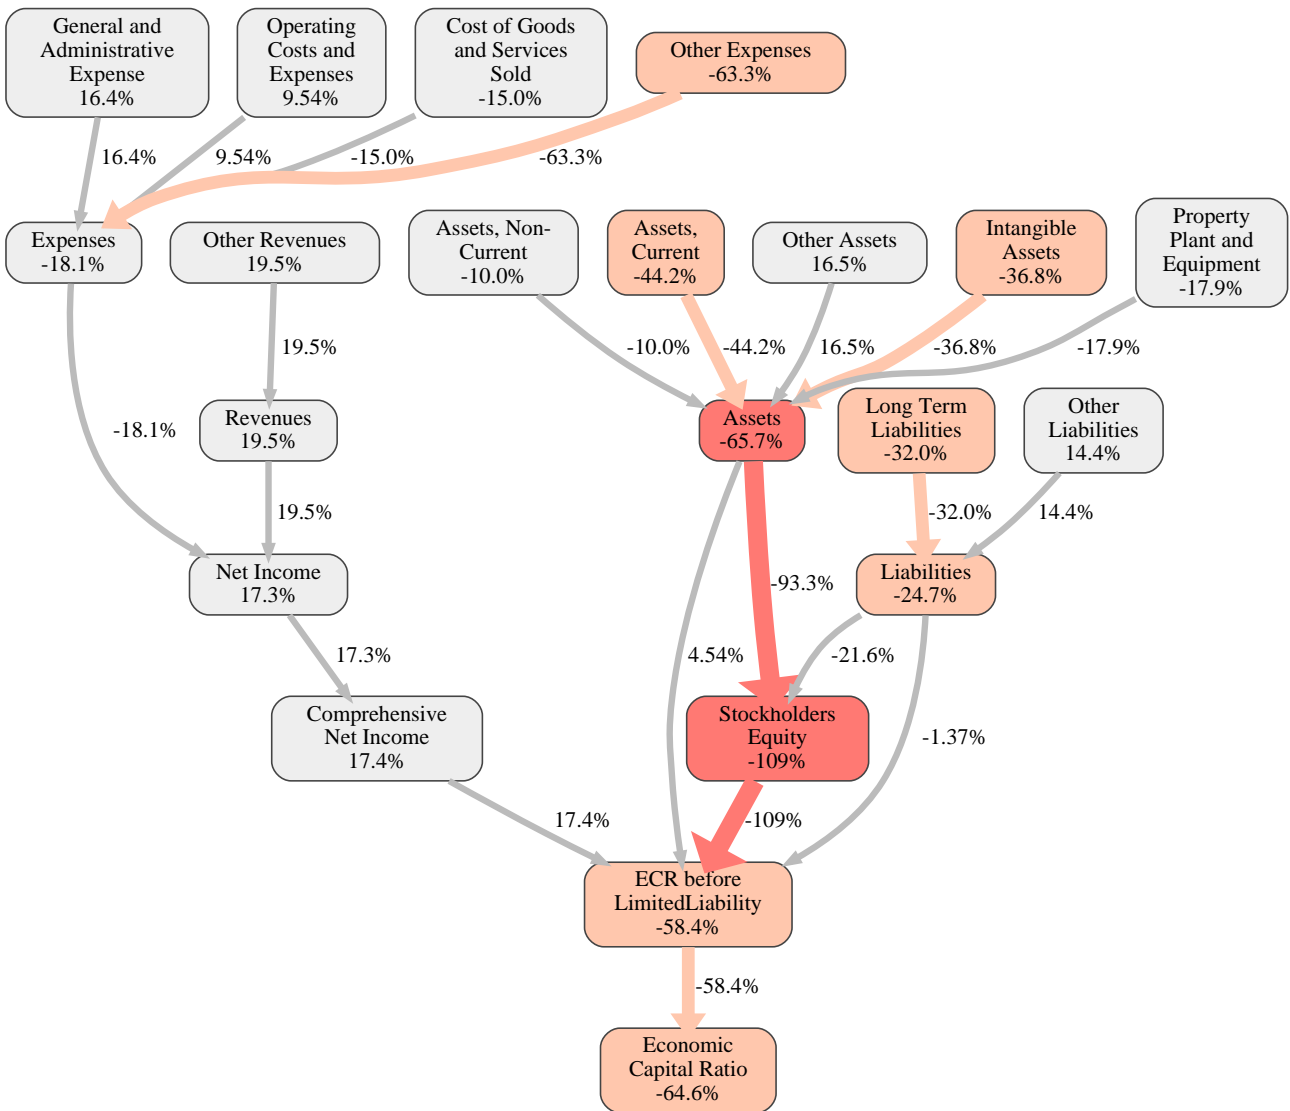 General and
Administrative
Expense
16.4%
Operating
Costs and
Expenses
9.54%
Cost of Goods
and Services
Sold
-15.0%
Other Expenses
-63.3%
16.4%
9.54%
-15.0%
-63.3%
Expenses
-18.1%
Other Revenues
19.5%
Assets, Non-
Current
-10.0%
Assets,
Current
-44.2%
Other Assets
16.5%
Intangible
Assets
-36.8%
Property
Plant and
Equipment
-17.9%
19.5%
-10.0%
-44.2%
16.5%
-36.8%
-17.9%
-18.1%
Revenues
19.5%
Assets
-65.7%
Long Term
Liabilities
-32.0%
Other
Liabilities
14.4%
19.5%
-32.0%
14.4%
Net Income
17.3%
-93.3%
Liabilities
-24.7%
17.3%
4.54%
-21.6%
Comprehensive
Net Income
17.4%
Stockholders
Equity
-109%
-1.37%
17.4%
-109%
ECR before
LimitedLiability
-58.4%
-58.4%
Economic
Capital Ratio
-64.6%